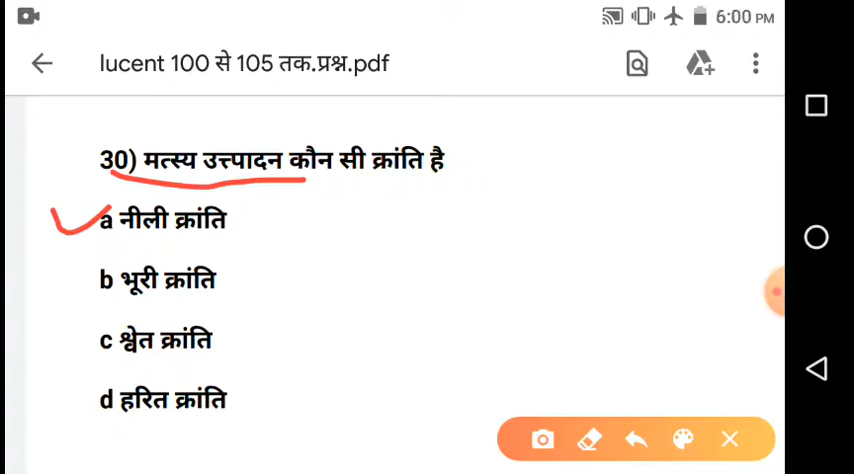 6:00 PM
lucent 100 से 105 तक.प्रश्न.pdf
30) मत्स्य उत्त्पादन कौन सी क्रांति है
a नीली क्रांति
b भूरी क्रांति
c श्वेत क्रांति
d हरित क्रांति